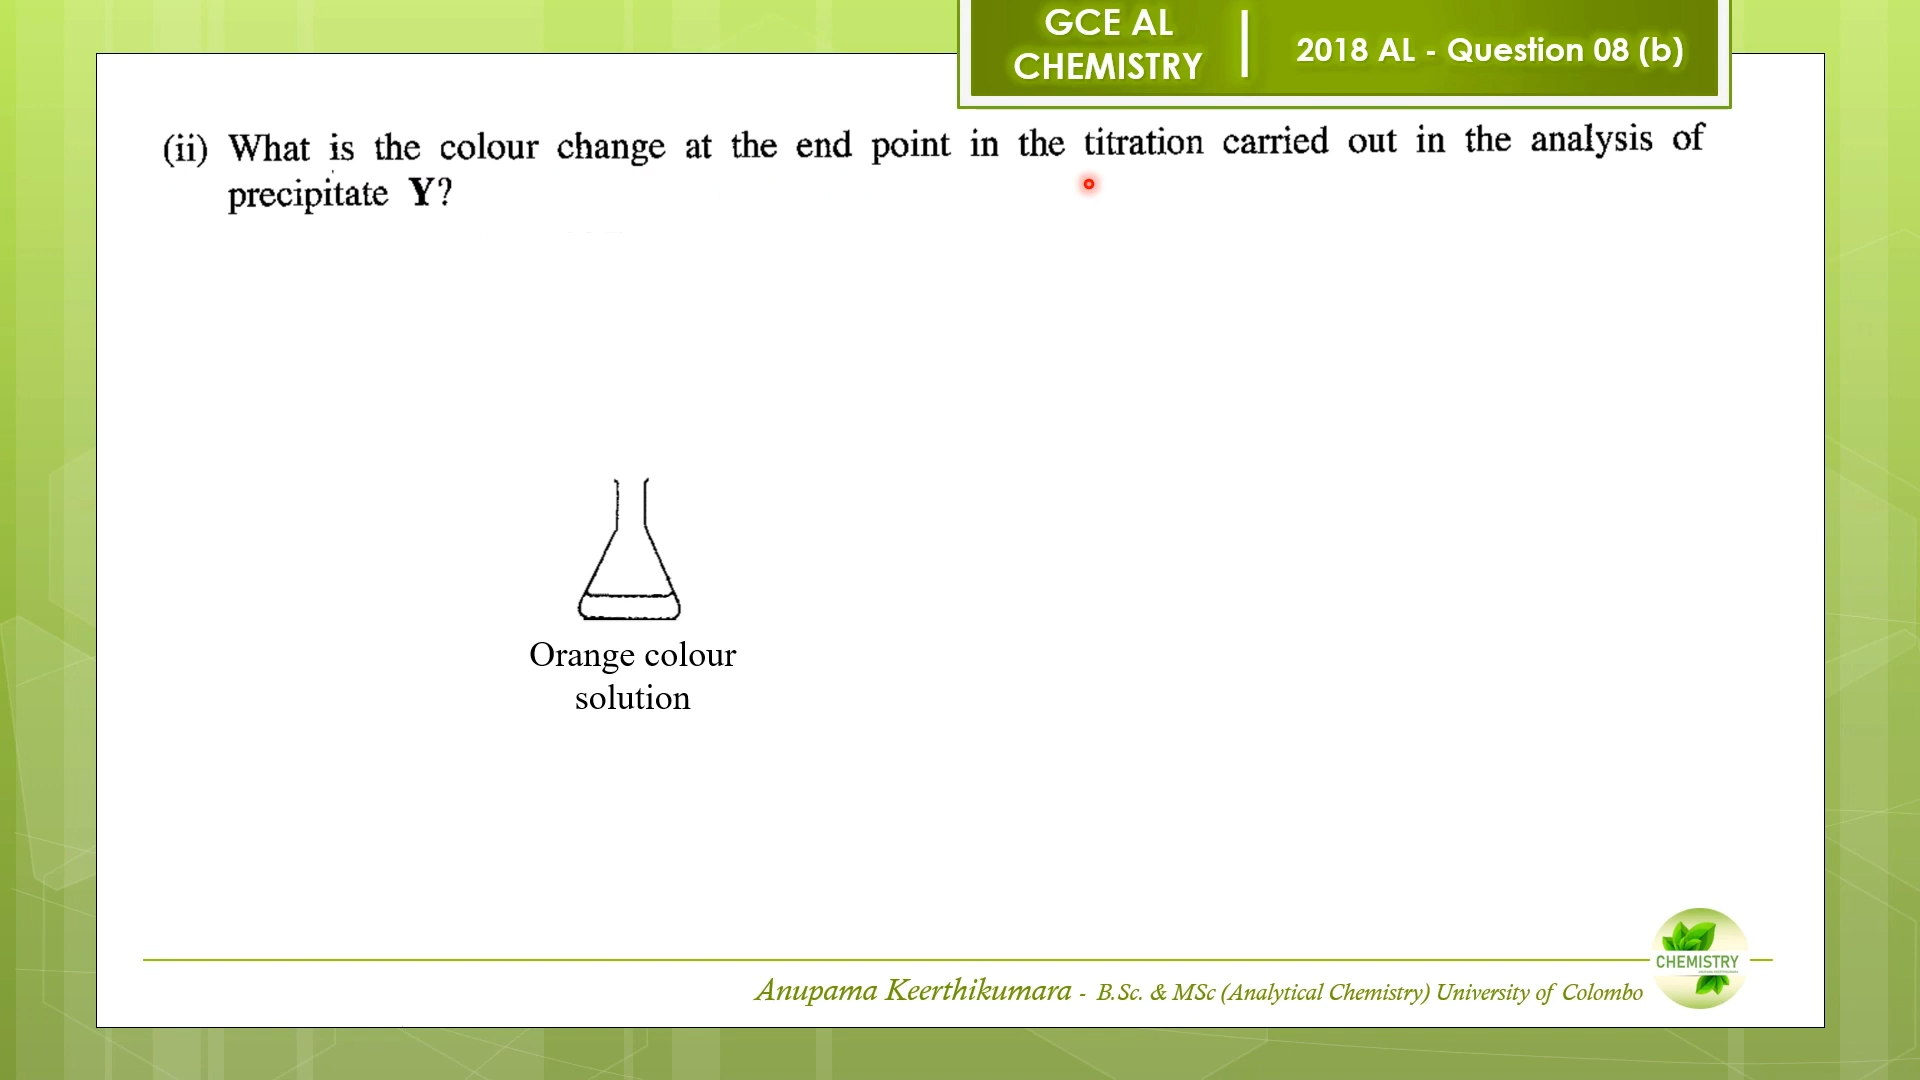 GCE AL
CHEMISTRY
2018 AL - Question 08 (b)
(ii) What is the colour change at the end point in the titration carried out in the analysis of
precipitate Y?
Orange colour
solution
CHEMISTRY
Anupama Keerthikumara - B.Sc. & MSc (Analytical Chemistry) University of Colombo